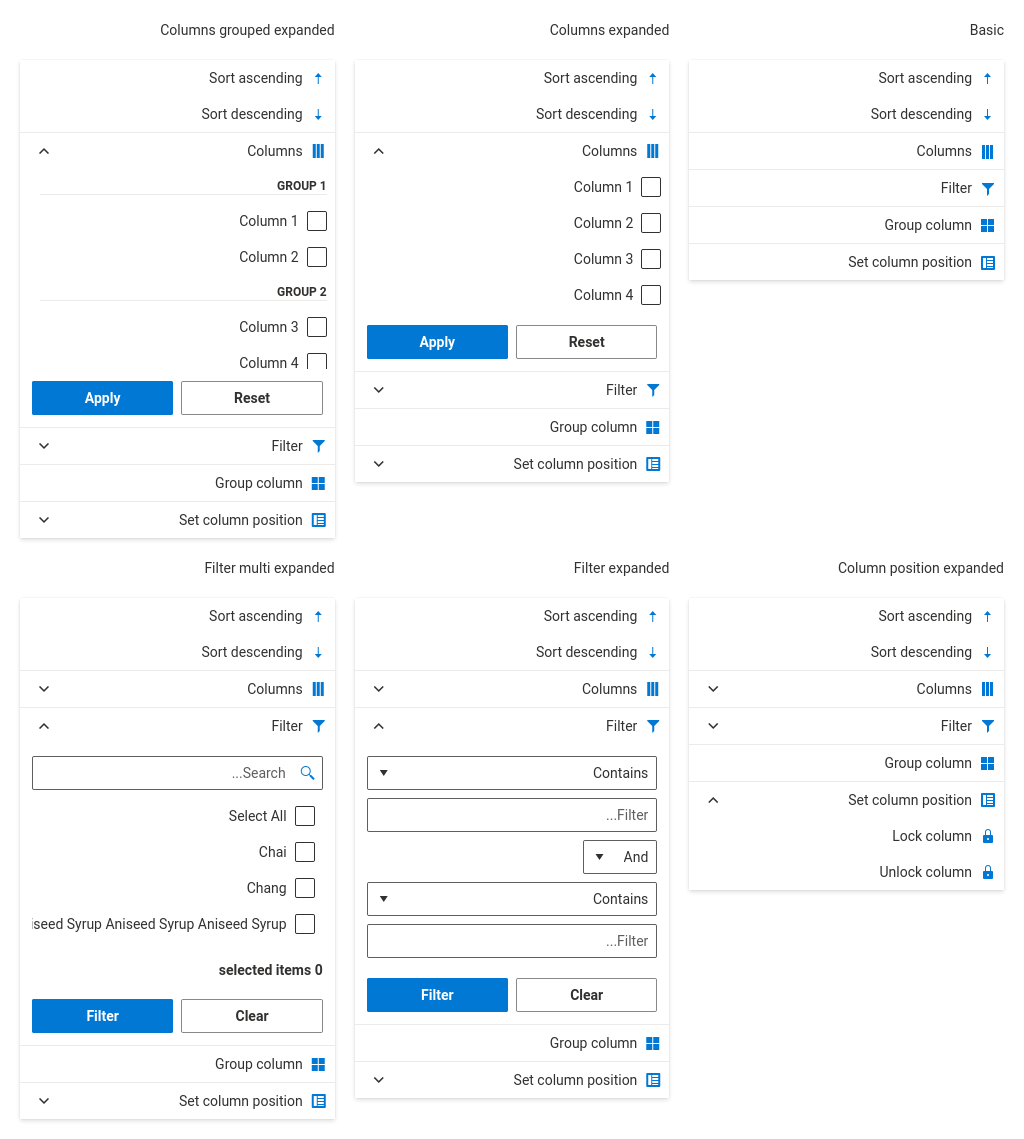 Columns grouped expanded
Sort ascending
Sort descending
Columns
GROUP 1
Column 1
Column 2
GROUP 2
Column 3
Column 4
Apply
Reset
Filter
Group column
Set column position
Columns expanded
Sort ascending
Sort descending
Columns
Column 1
Column 2
Column 3
Column 4
Apply
Reset
Filter
Group column
Set column position
Basic
Sort ascending
Sort descending
Columns
Filter
Group column
Set column position
Filter multi expanded
Sort ascending
Sort descending
Columns
Filter
...Search
Select All
Chai
Chang
iseed Syrup Aniseed Syrup Aniseed Syrup
selected items 0
Filter
Clear
Group column
Set column position
Filter expanded
Sort ascending
Sort descending
Columns
Filter
Contains
...Filter
And
Contains
...Filter
Filter
Clear
Group column
Set column position
Column position expanded
Sort ascending
Sort descending
Columns
Filter
Group column
Set column position
Lock column
Unlock column